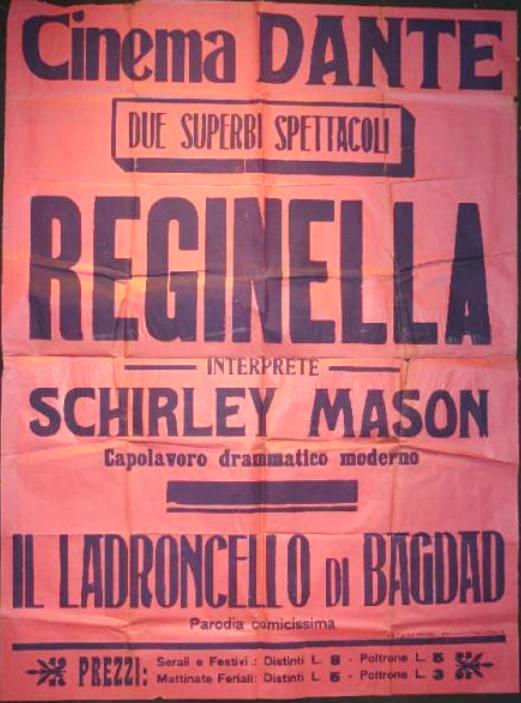 Cinema DANTE
DUE SUPERBI SPETTACOLI
REGINELLA
INTERPRETE
SCHIRLEY MASON
Capolavoro drammatico moderno
IL LADRONCELLO DI BAGDAD
Parodia comicissima
PREZZI: Serali e Festivi.: Distinti L. 8 - Poltrone L. 5
Mattinate Feriali: Distinti L. 5 - Poltrone L. 3